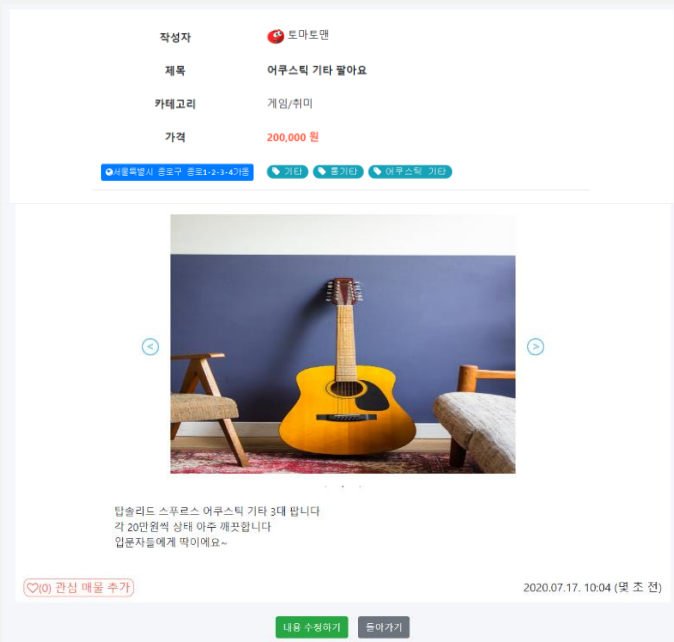 작성자 토마토맨
제목 어쿠스틱 기타 팔아요
카테고리 게임/취미
가격 200,000 원
서울특별시 종로구 종로1·2·3·4가동 기타 통기타 어쿠스틱 기타
<
>
탑솔리드 스푸르스 어쿠스틱 기타 3대 팝니다
각 20만원씩 상태 아주 깨끗합니다
입문자들에게 딱이에요~
(0) 관심 매물 추가 2020.07.17. 10:04 (몇 초 전)
내용 수정하기 돌아가기